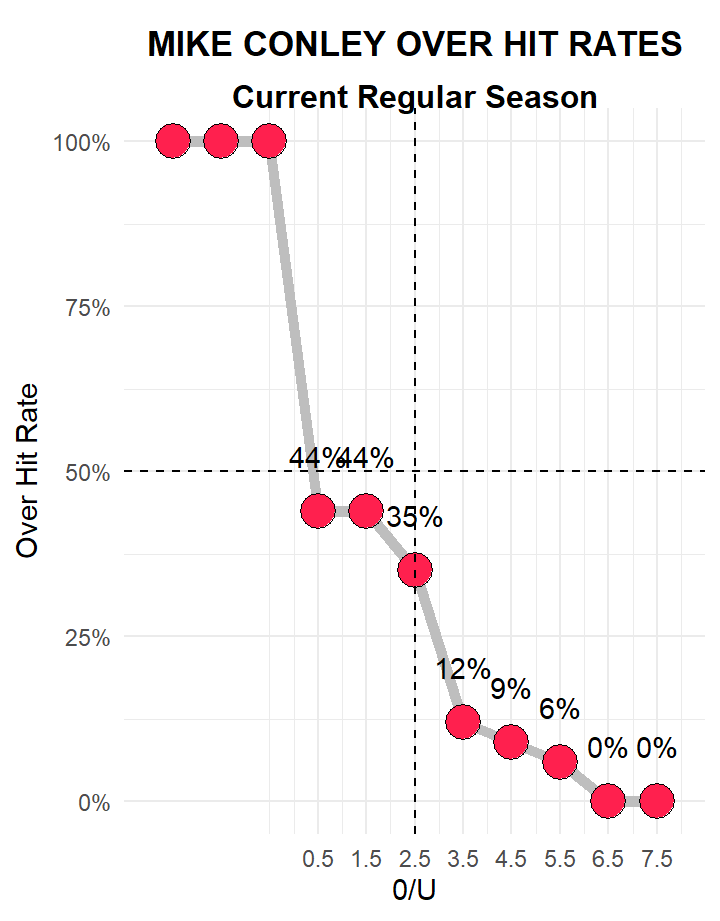 MIKE CONLEY OVER HIT RATES
Current Regular Season
100%
75%
50%
25%
0%
Over Hit Rate
44%
44%
35%
12%
9%
6%
0%
0%
0.5 1.5 2.5 3.5 4.5 5.5 6.5 7.5
0/U